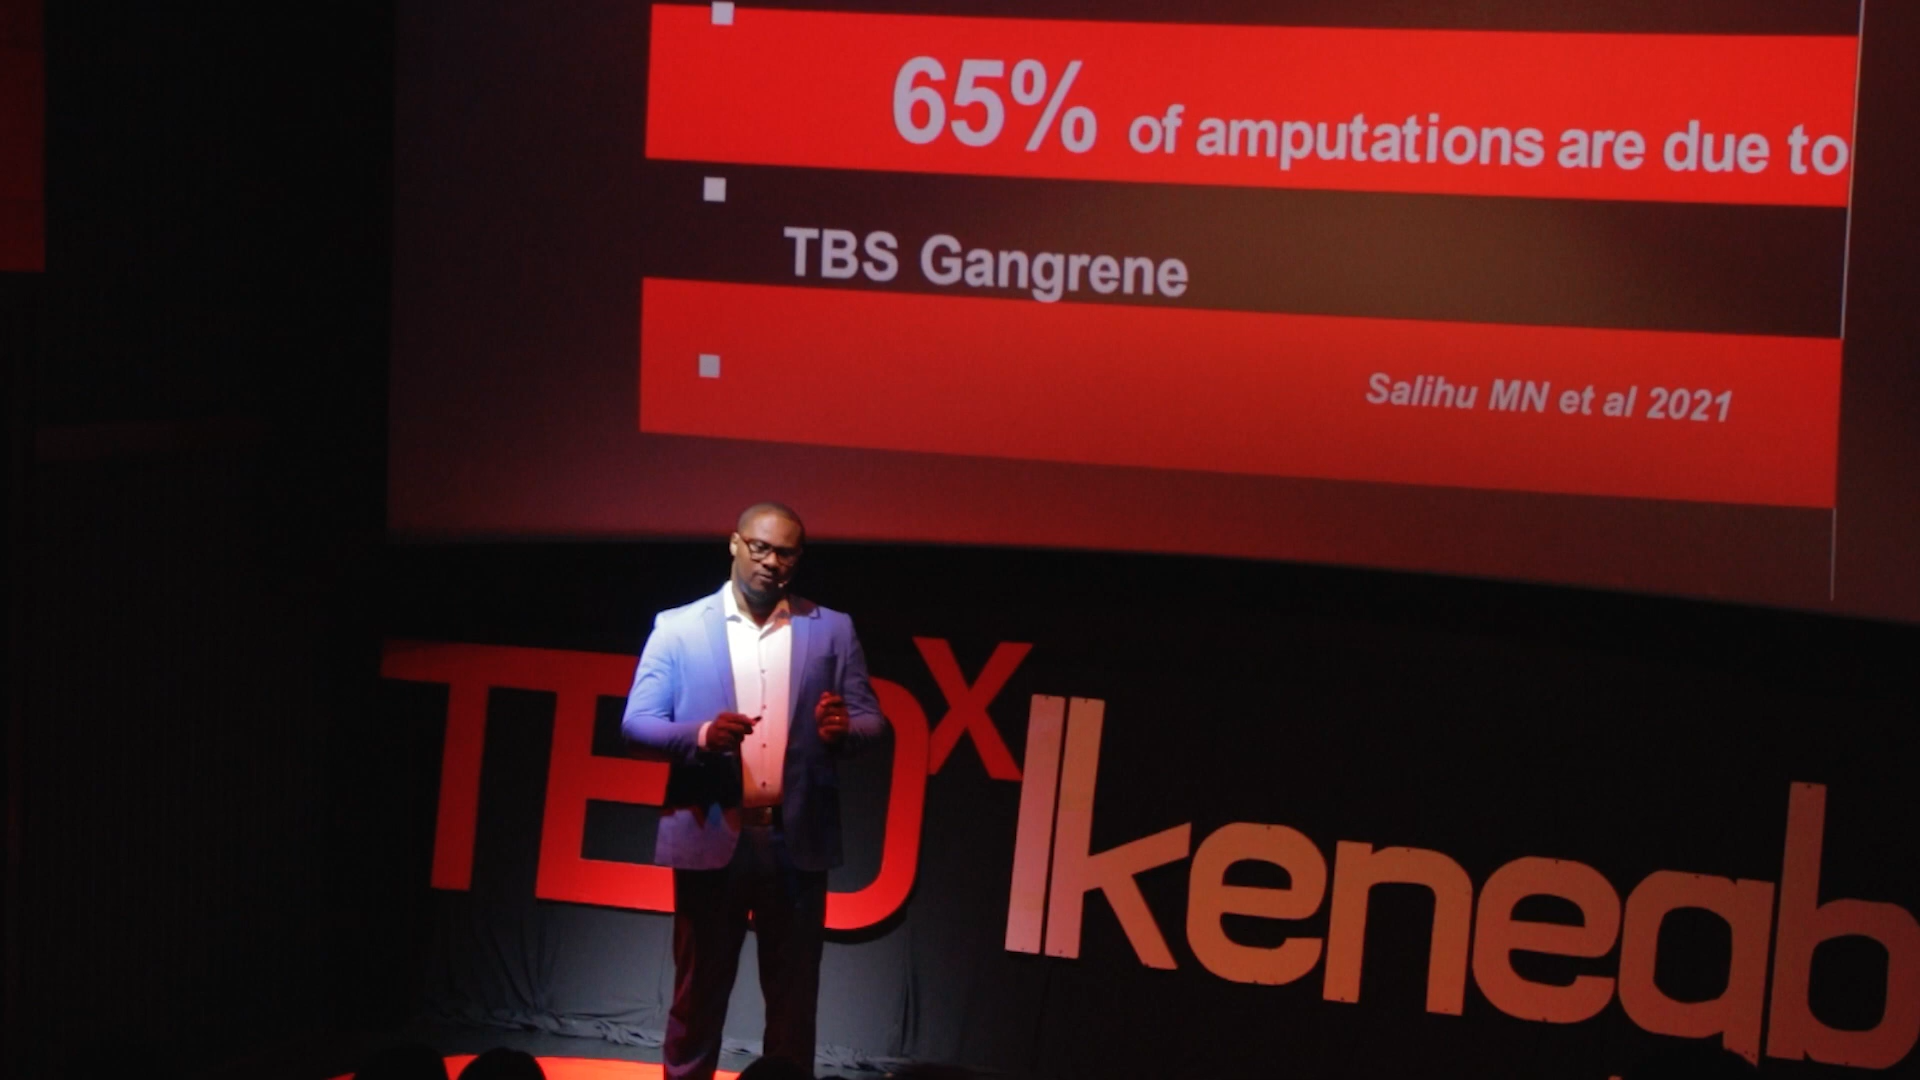 65% of amputations are due to
TBS Gangrene
Salihu MN et al 2021
TEDx
Ikeneab